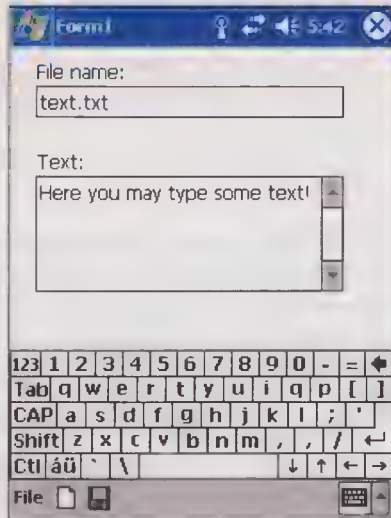 Form1 5:42
File name:
text.txt
Text:
Here you may type some text!
123 1 2 3 4 5 6 7 8 9 0 - =
Tab q w e r t y u i o p [ ]
CAP a s d f g h j k l ; '
Shift z x c v b n m , . /
Ctl áü ` \
File